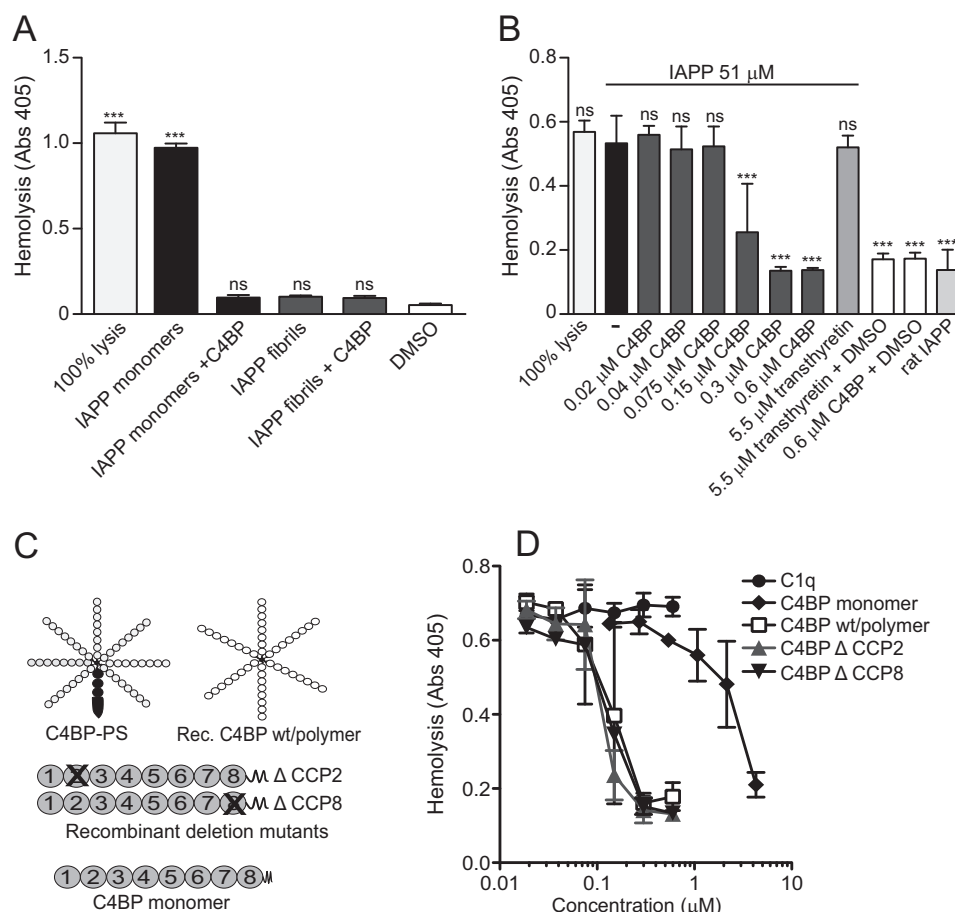 A
Hemolysis (Abs 405)
1.5
1.0
0.5
0
***
***
ns
ns
ns
100% lysis
IAPP monomers
IAPP monomers +C4BP
IAPP fibrils
IAPP fibrils + C4BP
DMSO
B
Hemolysis (Abs 405)
0.8
0.6
0.4
0.2
0
IAPP 51 µM
ns
ns
ns
ns
***
***
***
ns
***
***
***
100% lysis
-
0.02 µM C4BP
0.04 µM C4BP
0.075 µM C4BP
0.15 µM C4BP
0.3 µM C4BP
0.6 µM C4BP
5.5 µM transthyretin
5.5 µM transthyretin + DMSO
0.6 µM C4BP + DMSO
rat IAPP
C
C4BP-PS
Rec. C4BP wt/polymer
1 2 3 4 5 6 7 8 Δ CCP2
1 2 3 4 5 6 7 8 Δ CCP8
Recombinant deletion mutants
1 2 3 4 5 6 7 8
C4BP monomer
D
Hemolysis (Abs 405)
0.8
0.6
0.4
0.2
0.0
0.01
0.1
1
10
Concentration (µM)
C1q
C4BP monomer
C4BP wt/polymer
C4BP Δ CCP2
C4BP Δ CCP8